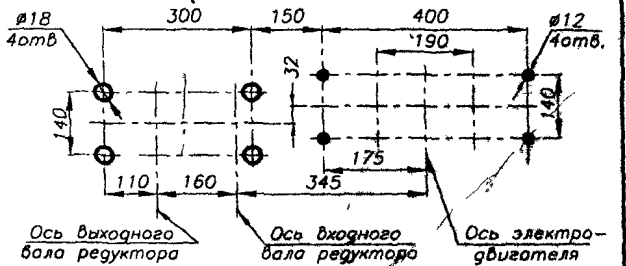 300
150
400
ø18
4отв
190
ø12
4отв.
32
140
140
175
110
160
345
Ось выходного
вала редуктора
Ось входного
вала редуктора
Ось электро-
двигателя